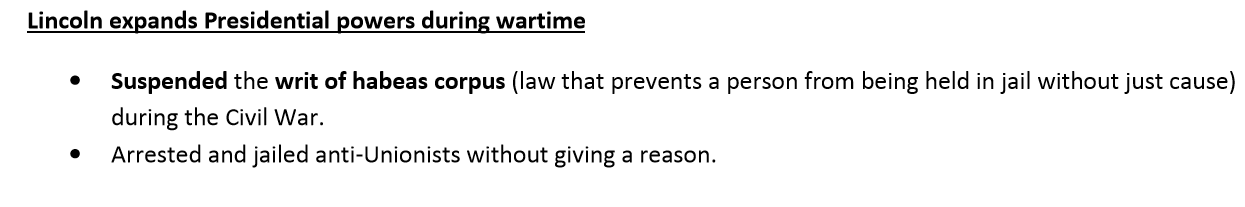 Lincoln expands Presidential powers during wartime
• Suspended the writ of habeas corpus (law that prevents a person from being held in jail without just cause)
during the Civil War.
• Arrested and jailed anti-Unionists without giving a reason.